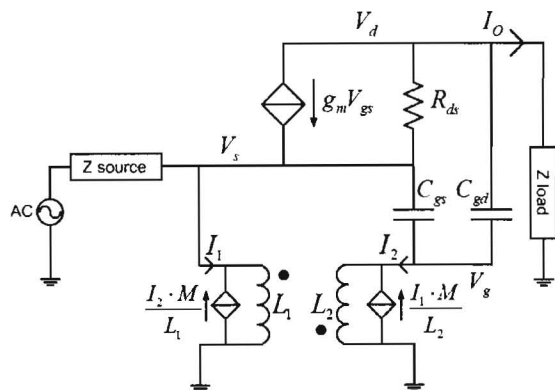 V_d
I_O
g_m V_gs
R_ds
V_s
Z source
AC
C_gs
C_gd
Z load
I_1
I_2
V_g
I_2 · M / L_1
L_1
L_2
I_1 · M / L_2